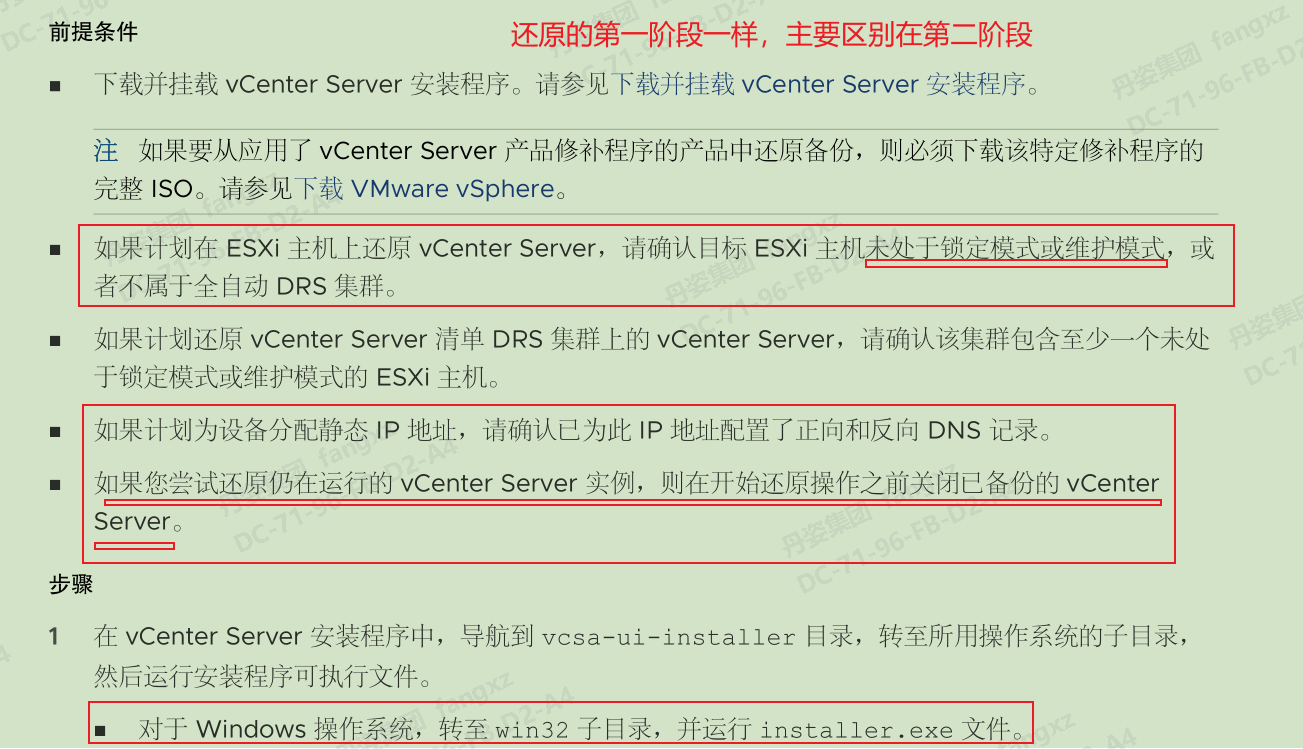 前提条件
还原的第一阶段一样，主要区别在第二阶段
■ 下载并挂载 vCenter Server 安装程序。请参见下载并挂载 vCenter Server 安装程序。
注 如果要从应用了 vCenter Server 产品修补程序的产品中还原备份，则必须下载该特定修补程序的
完整 ISO。请参见下载 VMware vSphere。
■ 如果计划在 ESXi 主机上还原 vCenter Server，请确认目标 ESXi 主机未处于锁定模式或维护模式，或
者不属于全自动 DRS 集群。
■ 如果计划还原 vCenter Server 清单 DRS 集群上的 vCenter Server，请确认该集群包含至少一个未处
于锁定模式或维护模式的 ESXi 主机。
■ 如果计划为设备分配静态 IP 地址，请确认已为此 IP 地址配置了正向和反向 DNS 记录。
■ 如果您尝试还原仍在运行的 vCenter Server 实例，则在开始还原操作之前关闭已备份的 vCenter
Server。
步骤
1 在 vCenter Server 安装程序中，导航到 vcsa-ui-installer 目录，转至所用操作系统的子目录，
然后运行安装程序可执行文件。
■ 对于 Windows 操作系统，转至 win32 子目录，并运行 installer.exe 文件。
丹姿集团 fangxz
DC-71-96-FB-D2-A4